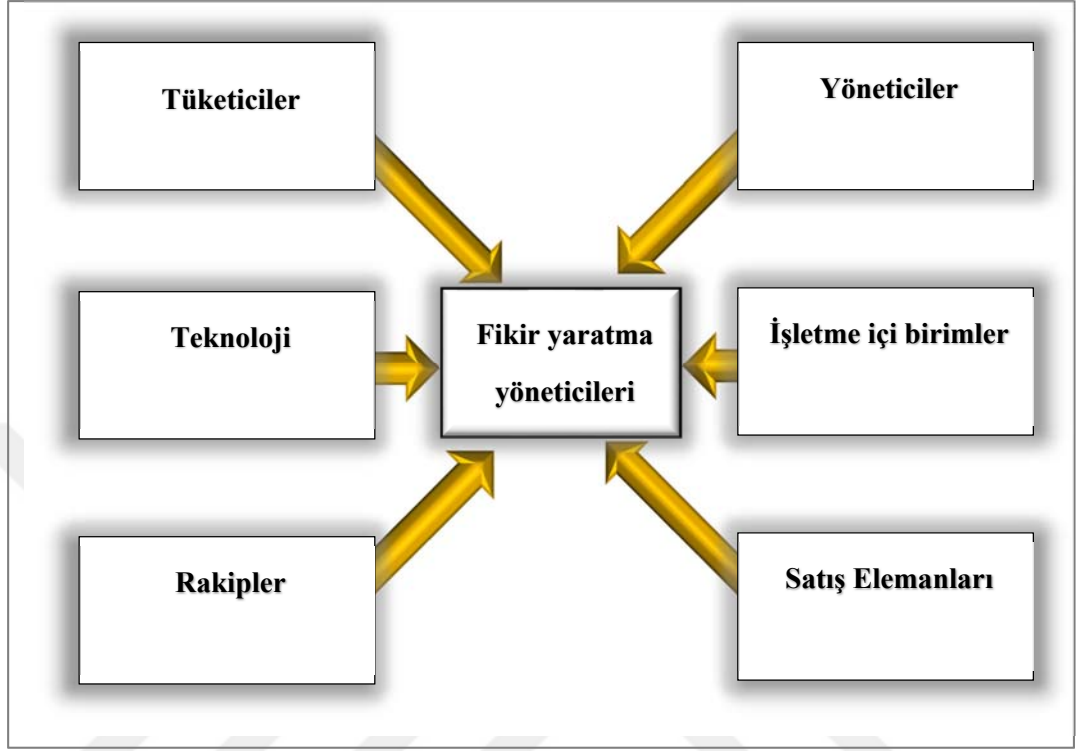 Tüketiciler
Yöneticiler
Teknoloji
Fikir yaratma
yöneticileri
İşletme içi birimler
Rakipler
Satış Elemanları